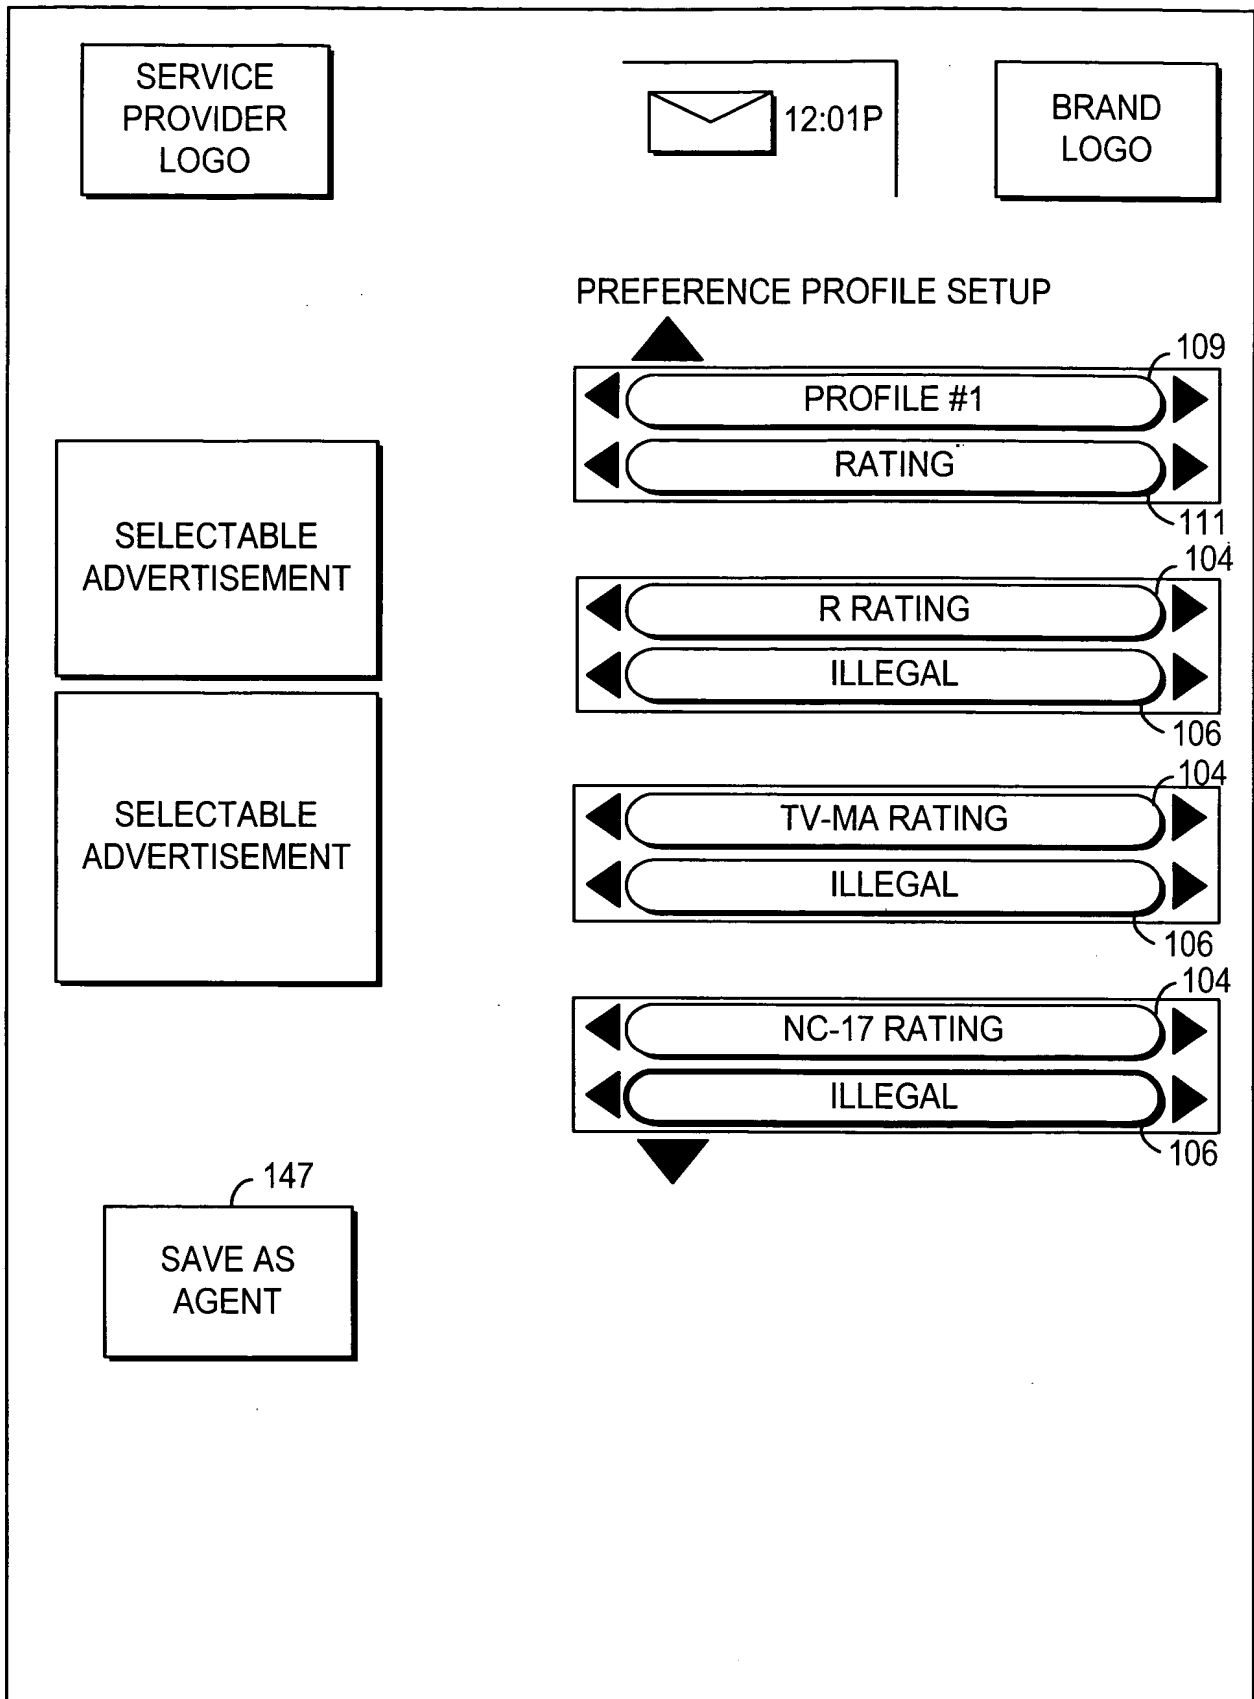 SERVICE
PROVIDER
LOGO
12:01P
BRAND
LOGO
PREFERENCE PROFILE SETUP
109
PROFILE #1
RATING
111
SELECTABLE
ADVERTISEMENT
104
R RATING
ILLEGAL
106
SELECTABLE
ADVERTISEMENT
104
TV-MA RATING
ILLEGAL
106
104
NC-17 RATING
ILLEGAL
106
147
SAVE AS
AGENT